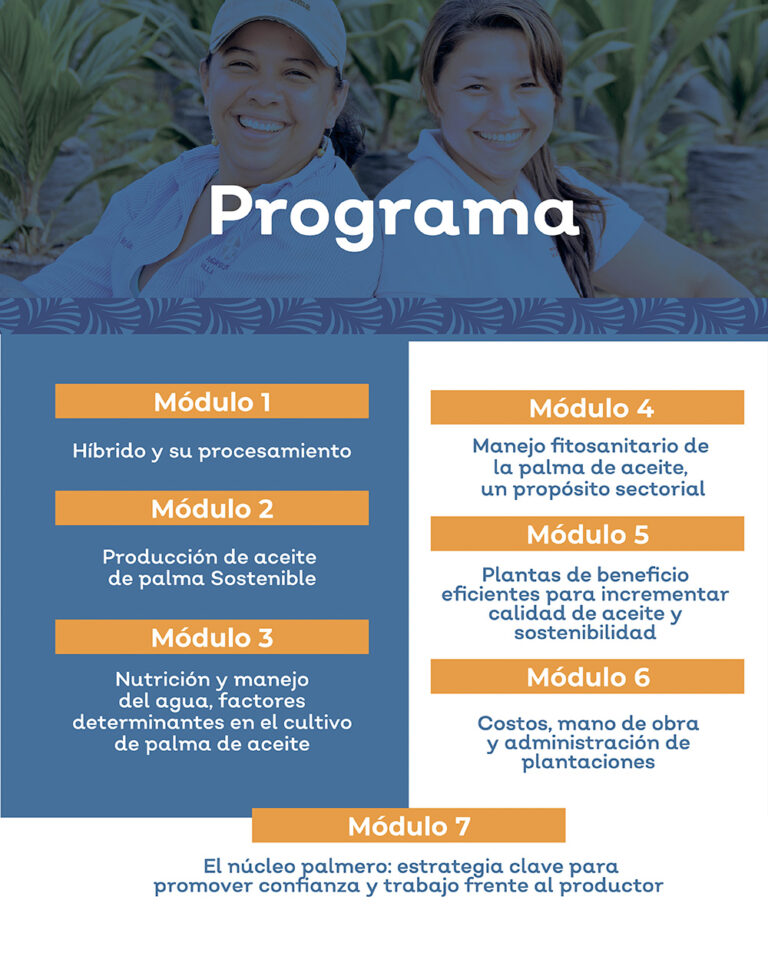 Programa
Módulo 1
Híbrido y su procesamiento
Módulo 2
Producción de aceite
de palma Sostenible
Módulo 3
Nutrición y manejo
del agua, factores
determinantes en el cultivo
de palma de aceite
Módulo 4
Manejo fitosanitario de
la palma de aceite,
un propósito sectorial
Módulo 5
Plantas de beneficio
eficientes para incrementar
calidad de aceite y
sostenibilidad
Módulo 6
Costos, mano de obra
y administración de
plantaciones
Módulo 7
El núcleo palmero: estrategia clave para
promover confianza y trabajo frente al productor